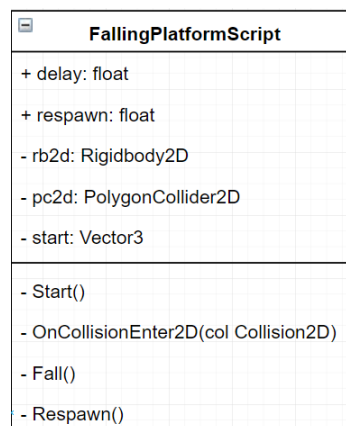 FallingPlatformScript
+ delay: float
+ respawn: float
- rb2d: Rigidbody2D
- pc2d: PolygonCollider2D
- start: Vector3
- Start()
- OnCollisionEnter2D(col Collision2D)
- Fall()
- Respawn()